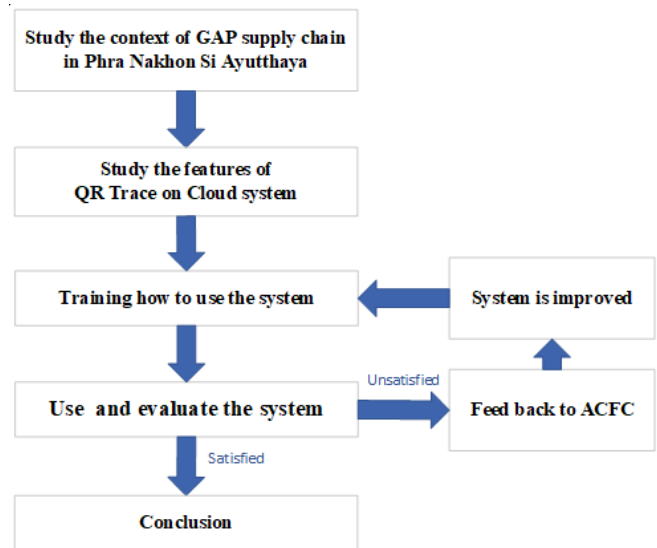 Study the context of GAP supply chain
in Phra Nakhon Si Ayutthaya
Study the features of
QR Trace on Cloud system
Training how to use the system
System is improved
Unsatisfied
Use and evaluate the system
Feed back to ACFC
Satisfied
Conclusion